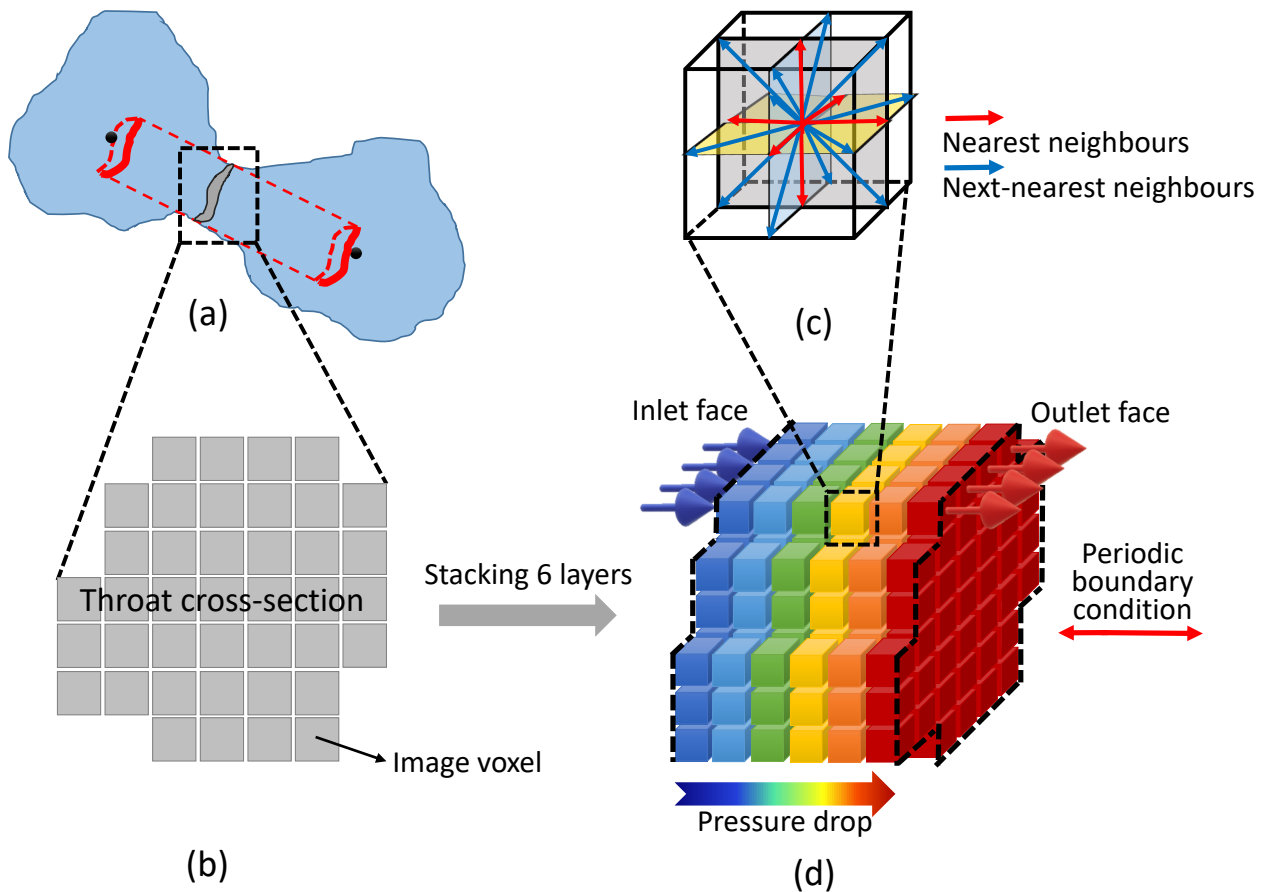 (a)
Nearest neighbours
Next-nearest neighbours
(c)
Inlet face
Outlet face
Throat cross-section
Stacking 6 layers
Periodic
boundary
condition
Image voxel
Pressure drop
(b)
(d)